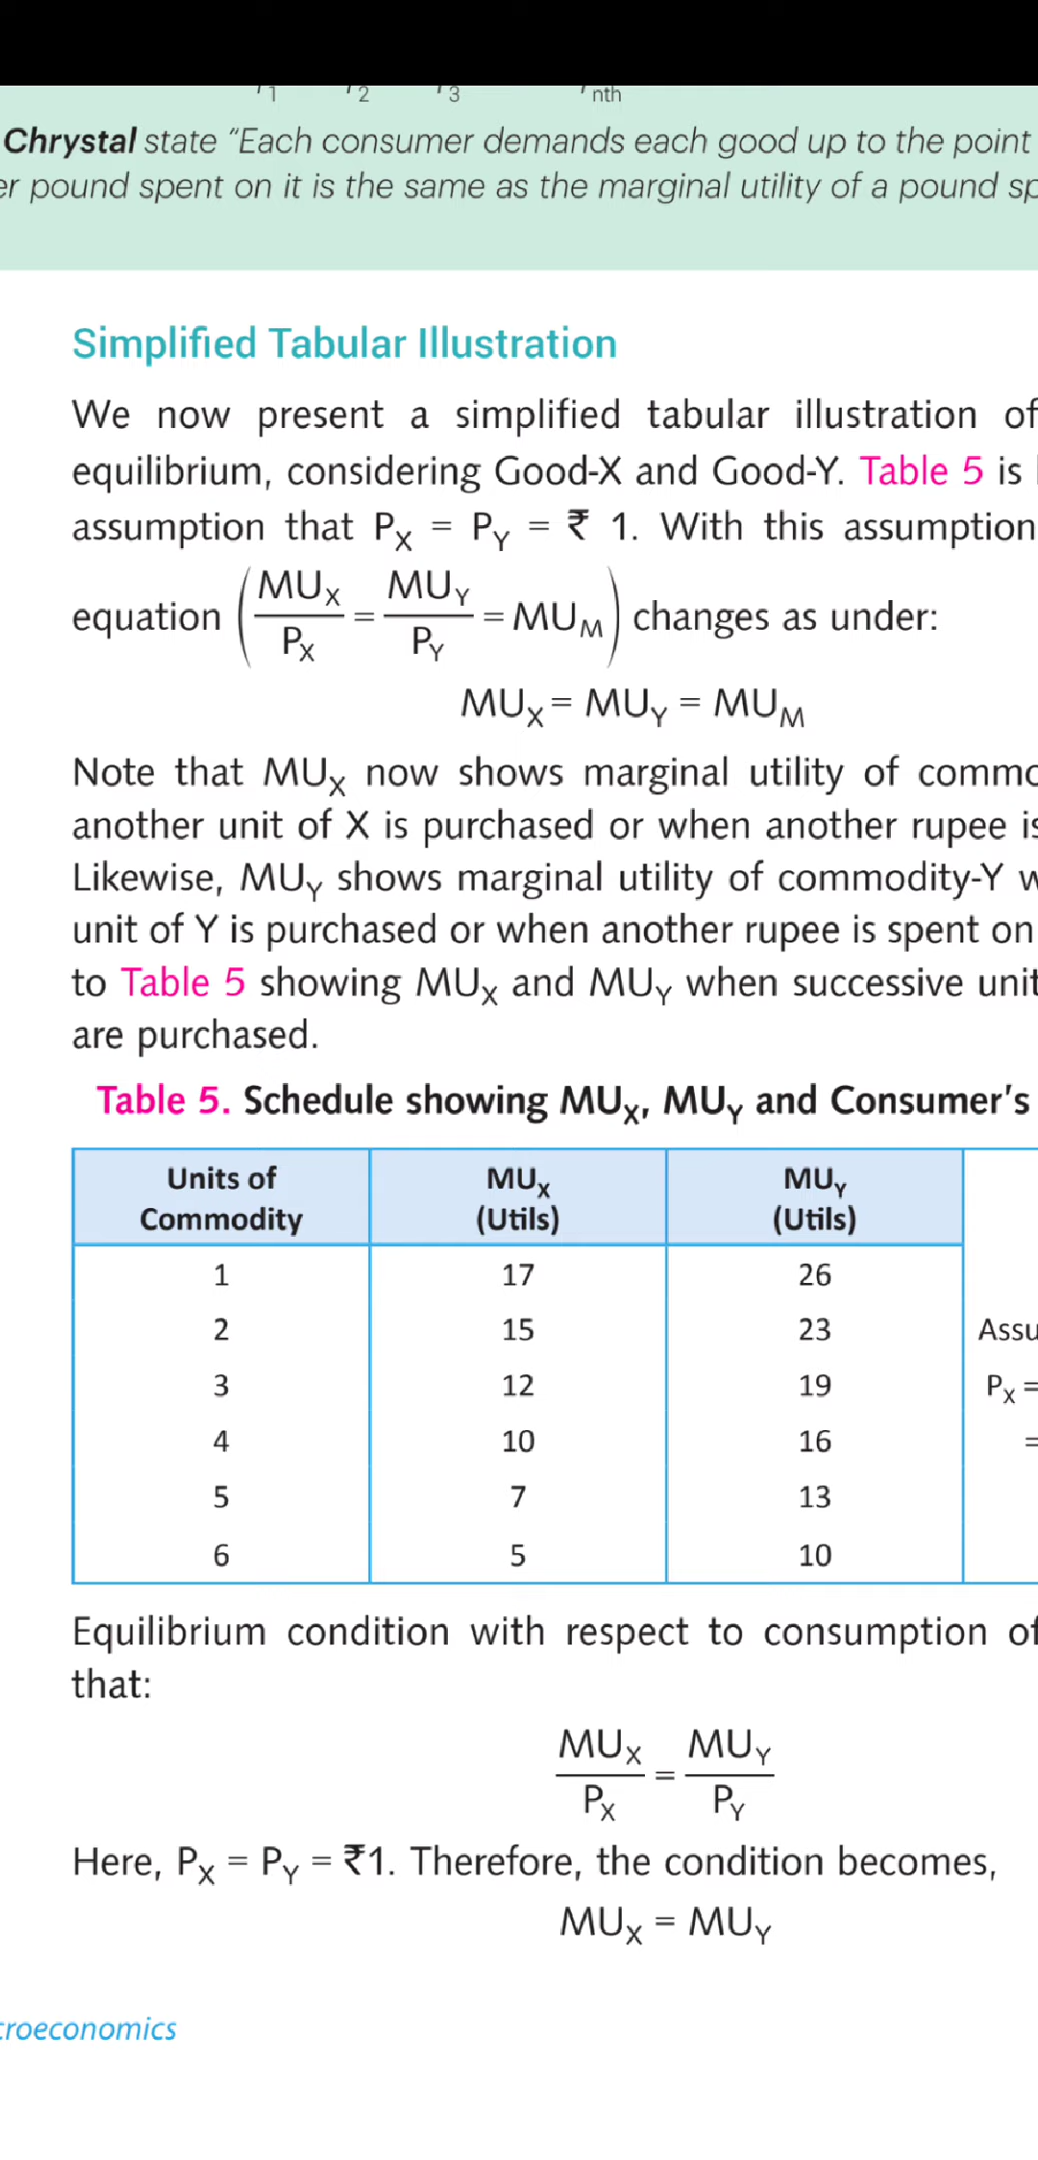 1 2 3 nth
Chrystal state “Each consumer demands each good up to the point
er pound spent on it is the same as the marginal utility of a pound sp
Simplified Tabular Illustration
We now present a simplified tabular illustration of
equilibrium, considering Good-X and Good-Y. Table 5 is
assumption that PX = PY = ₹ 1. With this assumption
equation (MUX/PX = MUY/PY = MUM) changes as under:
MUX = MUY = MUM
Note that MUX now shows marginal utility of commo
another unit of X is purchased or when another rupee is
Likewise, MUY shows marginal utility of commodity-Y w
unit of Y is purchased or when another rupee is spent on
to Table 5 showing MUX and MUY when successive unit
are purchased.
Table 5. Schedule showing MUX, MUY and Consumer’s
Units of Commodity MUX (Utils) MUY (Utils)
1 17 26
2 15 23 Assu
3 12 19 PX =
4 10 16 =
5 7 13
6 5 10
Equilibrium condition with respect to consumption of
that:
MUX/PX = MUY/PY
Here, PX = PY = ₹1. Therefore, the condition becomes,
MUX = MUY
croeconomics